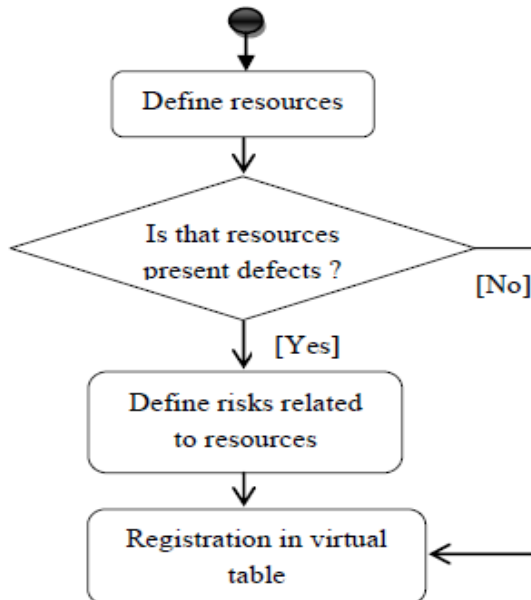 Define resources
Is that resources
present defects ?
[No]
[Yes]
Define risks related
to resources
Registration in virtual
table